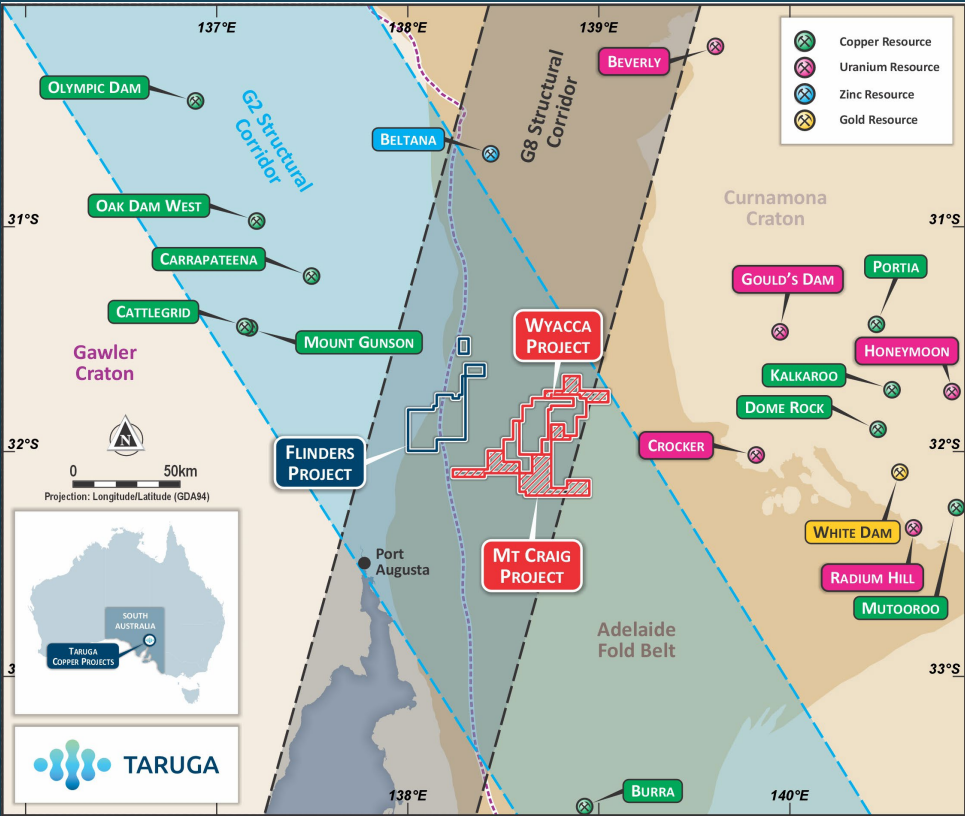 137°E
138°E
139°E
BEVERLY
Copper Resource
Uranium Resource
Zinc Resource
Gold Resource
OLYMPIC DAM
G2 Structural
Corridor
G8 Structural
Corridor
BELTANA
Curnamona
Craton
OAK DAM WEST
31°S
31°S
CARRAPATEENA
PORTIA
GOULD'S DAM
CATTLEGRID
MOUNT GUNSON
WYACCA
PROJECT
HONEYMOON
Gawler
Craton
KALKAROO
DOME ROCK
N
32°S
32°S
FLINDERS
PROJECT
CROCKER
0 50km
Projection: Longitude/Latitude (GDA94)
WHITE DAM
Port
Augusta
MT CRAIG
PROJECT
RADIUM HILL
MUTOOROO
SOUTH
AUSTRALIA
TARUGA
COPPER PROJECTS
Adelaide
Fold Belt
3
33°S
TARUGA
138°E
BURRA
140°E